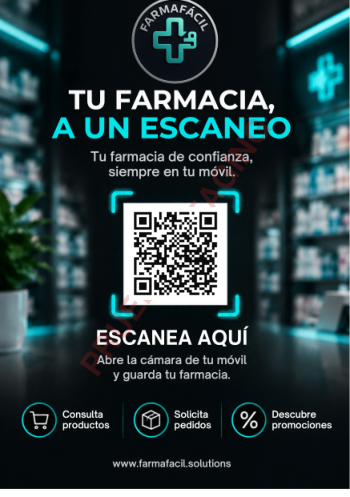 FARMAFÁCIL
TU FARMACIA,
A UN ESCANEO
Tu farmacia de confianza,
siempre en tu móvil.
ESCANEA AQUÍ
Abre la cámara de tu móvil
y guarda tu farmacia.
Consulta
productos
Solicita
pedidos
Descubre
promociones
www.farmafacil.solutions